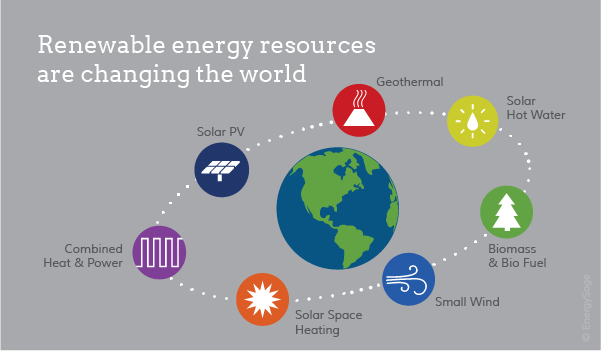 Renewable energy resources
are changing the world
Geothermal
Solar
Hot Water
Solar PV
Combined
Heat & Power
Biomass
& Bio Fuel
Small Wind
Solar Space
Heating
© EnergySage